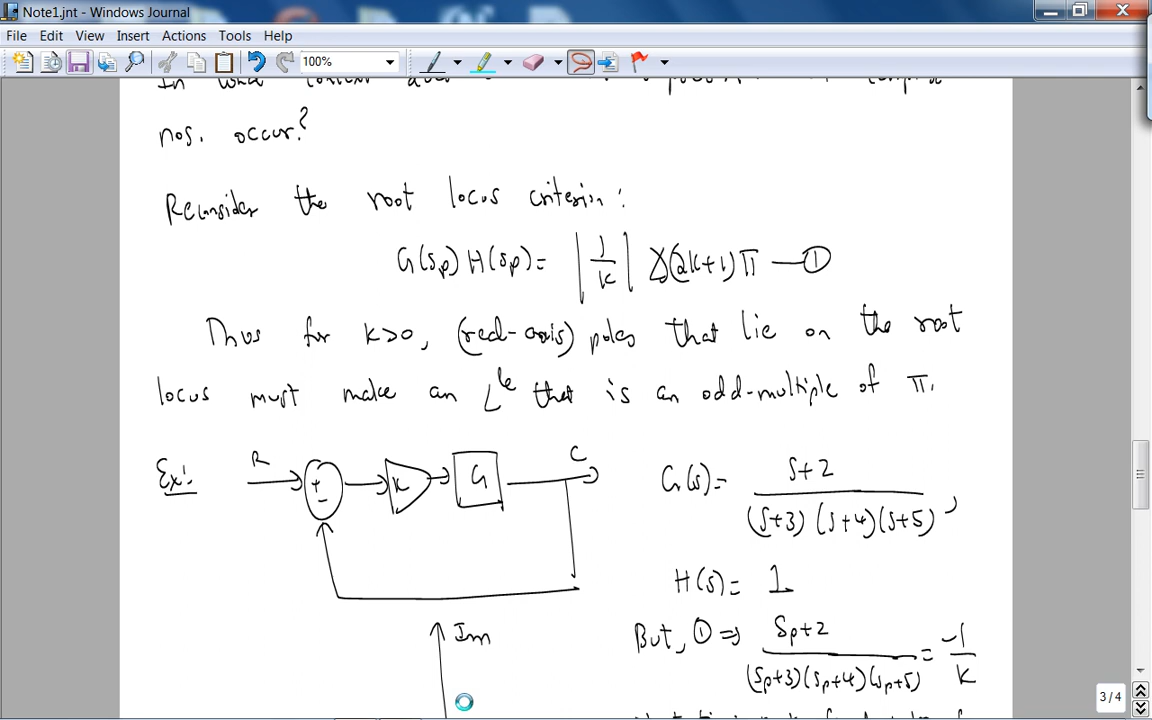 Note1.jnt - Windows Journal
File Edit View Insert Actions Tools Help
100%
nos. occur?
Reconsider the root locus criterion:
G(sp) H(sp) = |1/K| ∠(2k+1)π — ①
Thus for K>0, (real-axis) poles that lie on the root
locus must make an ∠le that is an odd-multiple of π.
Ex: R + - K G C
G(s) = s+2 / (s+3)(s+4)(s+5) ,
H(s) = 1
But, ① ⇒ sp+2 / (sp+3)(sp+4)(sp+5) = -1/K
Im
3 / 4